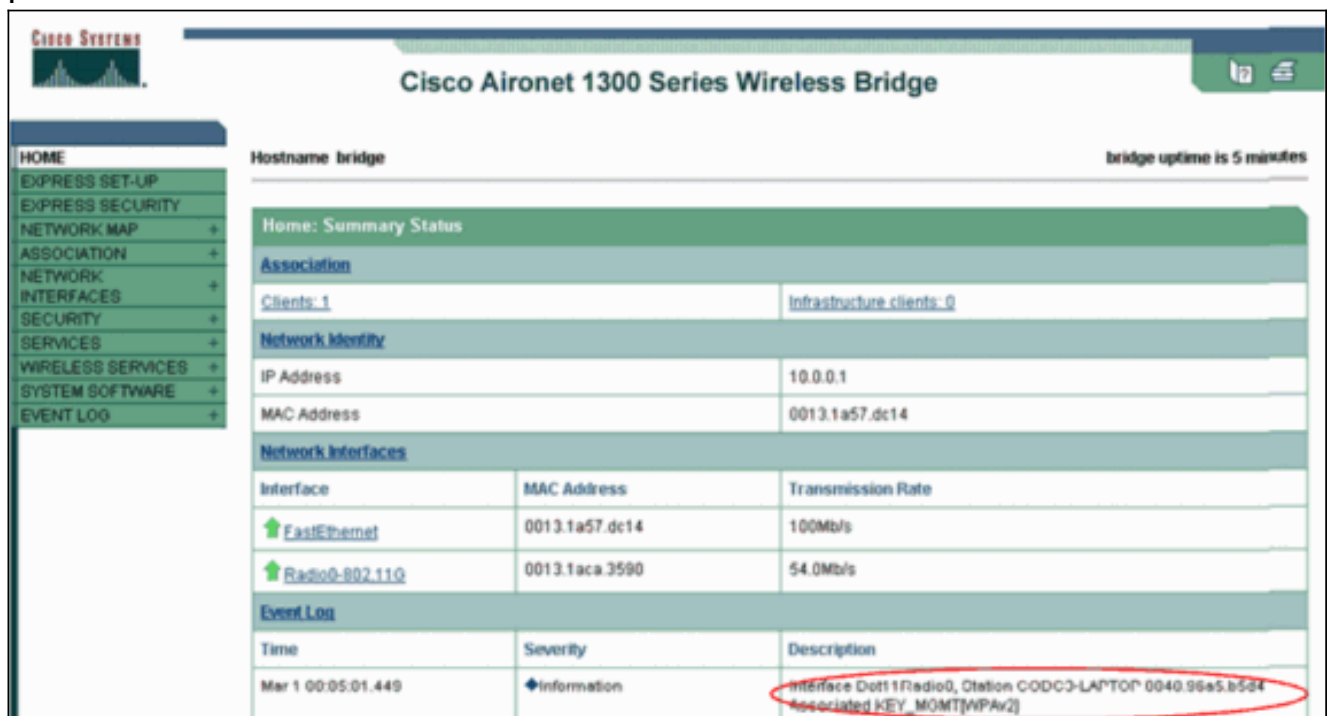 CISCO SYSTEMS
Cisco Aironet 1300 Series Wireless Bridge
HOME
EXPRESS SET-UP
EXPRESS SECURITY
NETWORK MAP +
ASSOCIATION +
NETWORK INTERFACES +
SECURITY +
SERVICES +
WIRELESS SERVICES +
SYSTEM SOFTWARE +
EVENT LOG +
Hostname bridge
bridge uptime is 5 minutes
Home: Summary Status
Association
Clients: 1
Infrastructure clients: 0
Network Identity
IP Address
10.0.0.1
MAC Address
0013.1a57.dc14
Network Interfaces
Interface
MAC Address
Transmission Rate
FastEthernet
0013.1a57.dc14
100Mb/s
Radio0-802.11G
0013.1aca.3590
54.0Mb/s
Event Log
Time
Severity
Description
Mar 1 00:05:01.449
Information
Interface Dot11Radio0, Station 0040.96a5.b5d4
Associated KEY_MGMT[WPAv2]